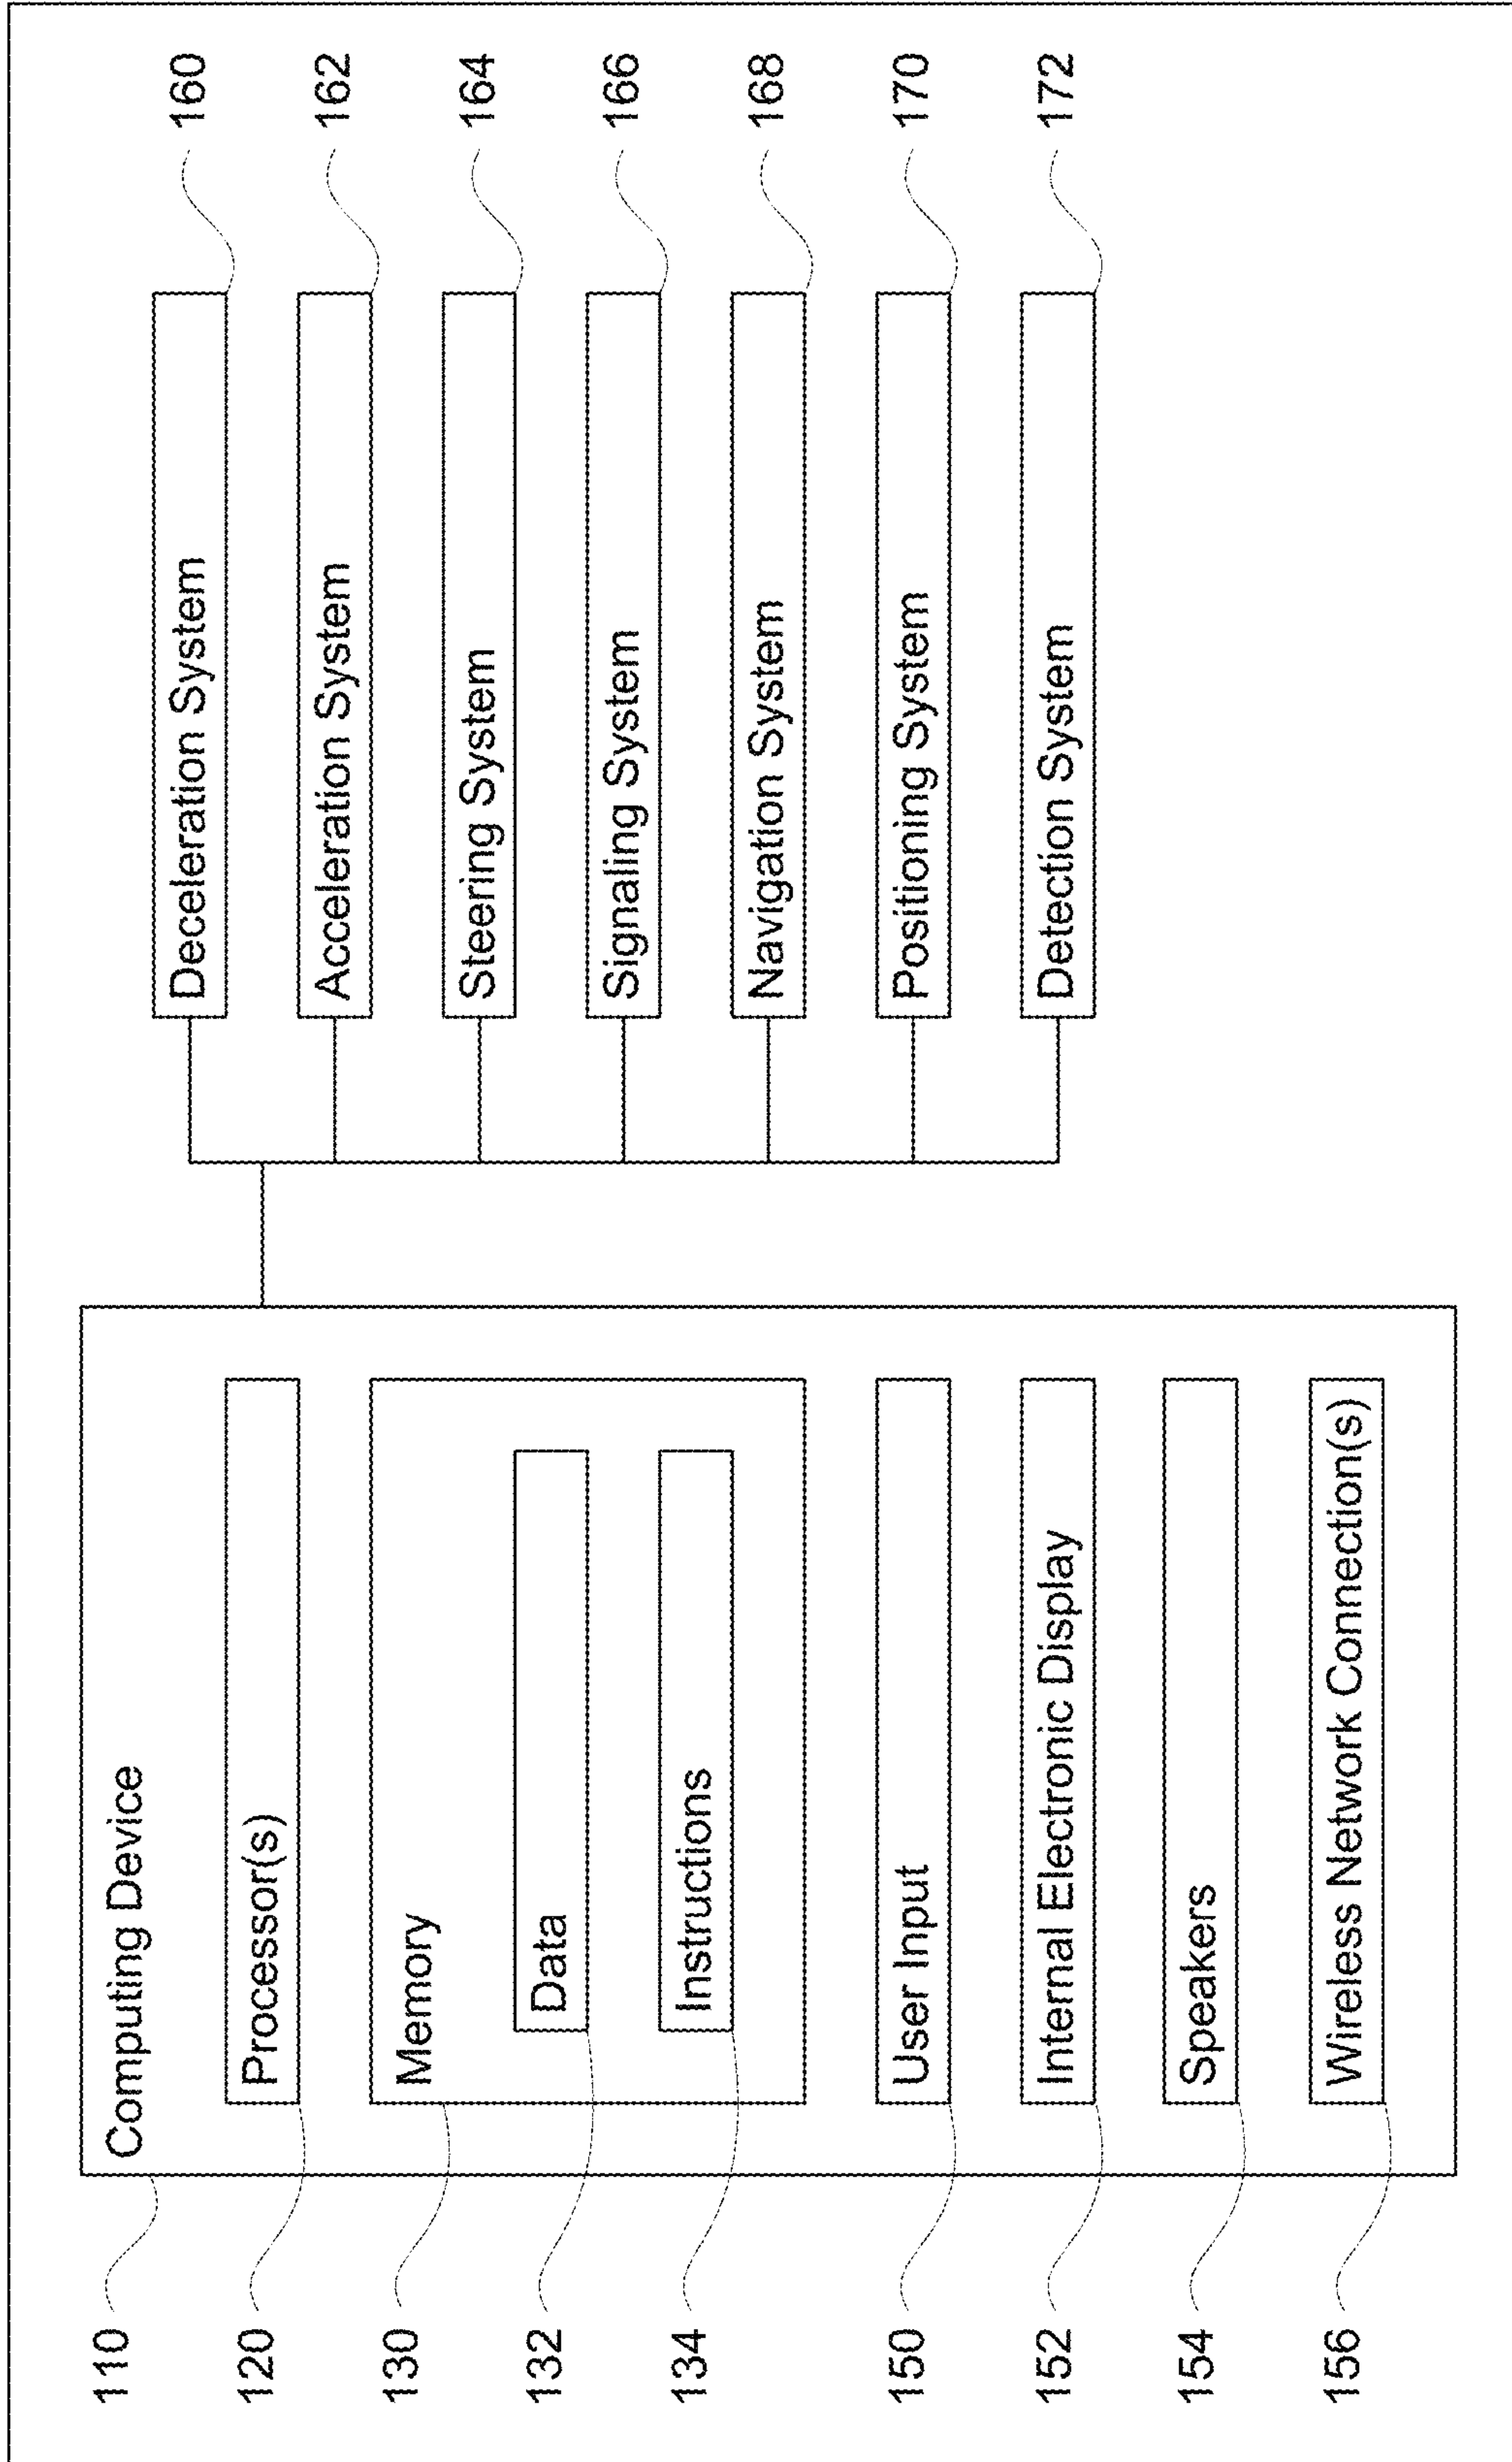 110
Computing Device
120
Processor(s)
130
Memory
132
Data
134
Instructions
150
User Input
152
Internal Electronic Display
154
Speakers
156
Wireless Network Connection(s)
Deceleration System
160
Acceleration System
162
Steering System
164
Signaling System
166
Navigation System
168
Positioning System
170
Detection System
172